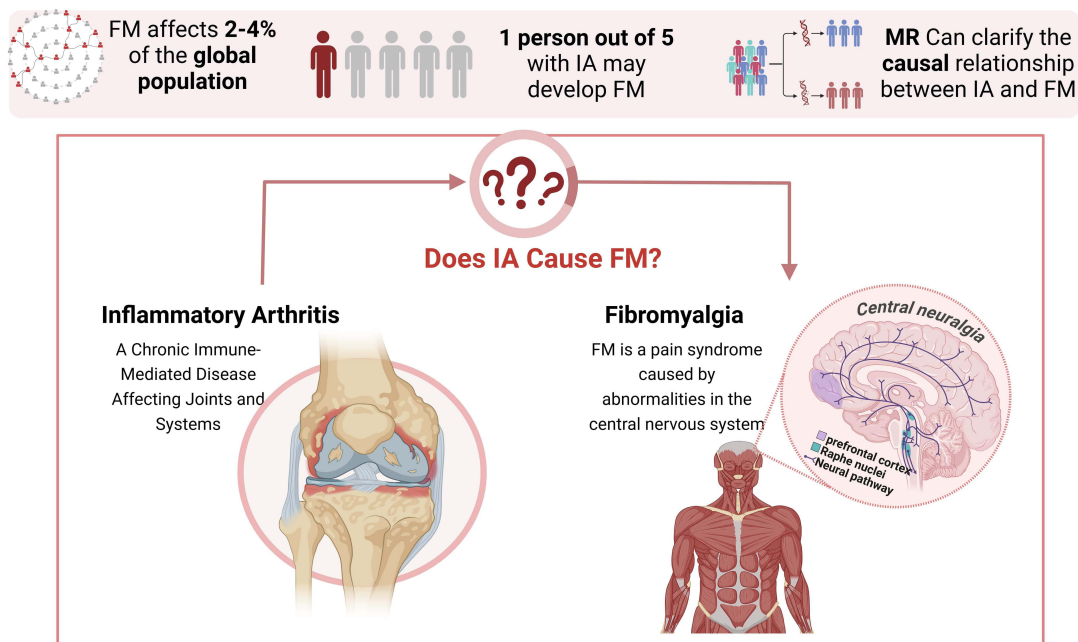 FM affects 2-4%
of the global
population
1 person out of 5
with IA may
develop FM
MR Can clarify the
causal relationship
between IA and FM
???
Does IA Cause FM?
Inflammatory Arthritis
A Chronic Immune-
Mediated Disease
Affecting Joints and
Systems
Fibromyalgia
FM is a pain syndrome
caused by
abnormalities in the
central nervous system
Central neuralgia
prefrontal cortex
Raphe nuclei
Neural pathway